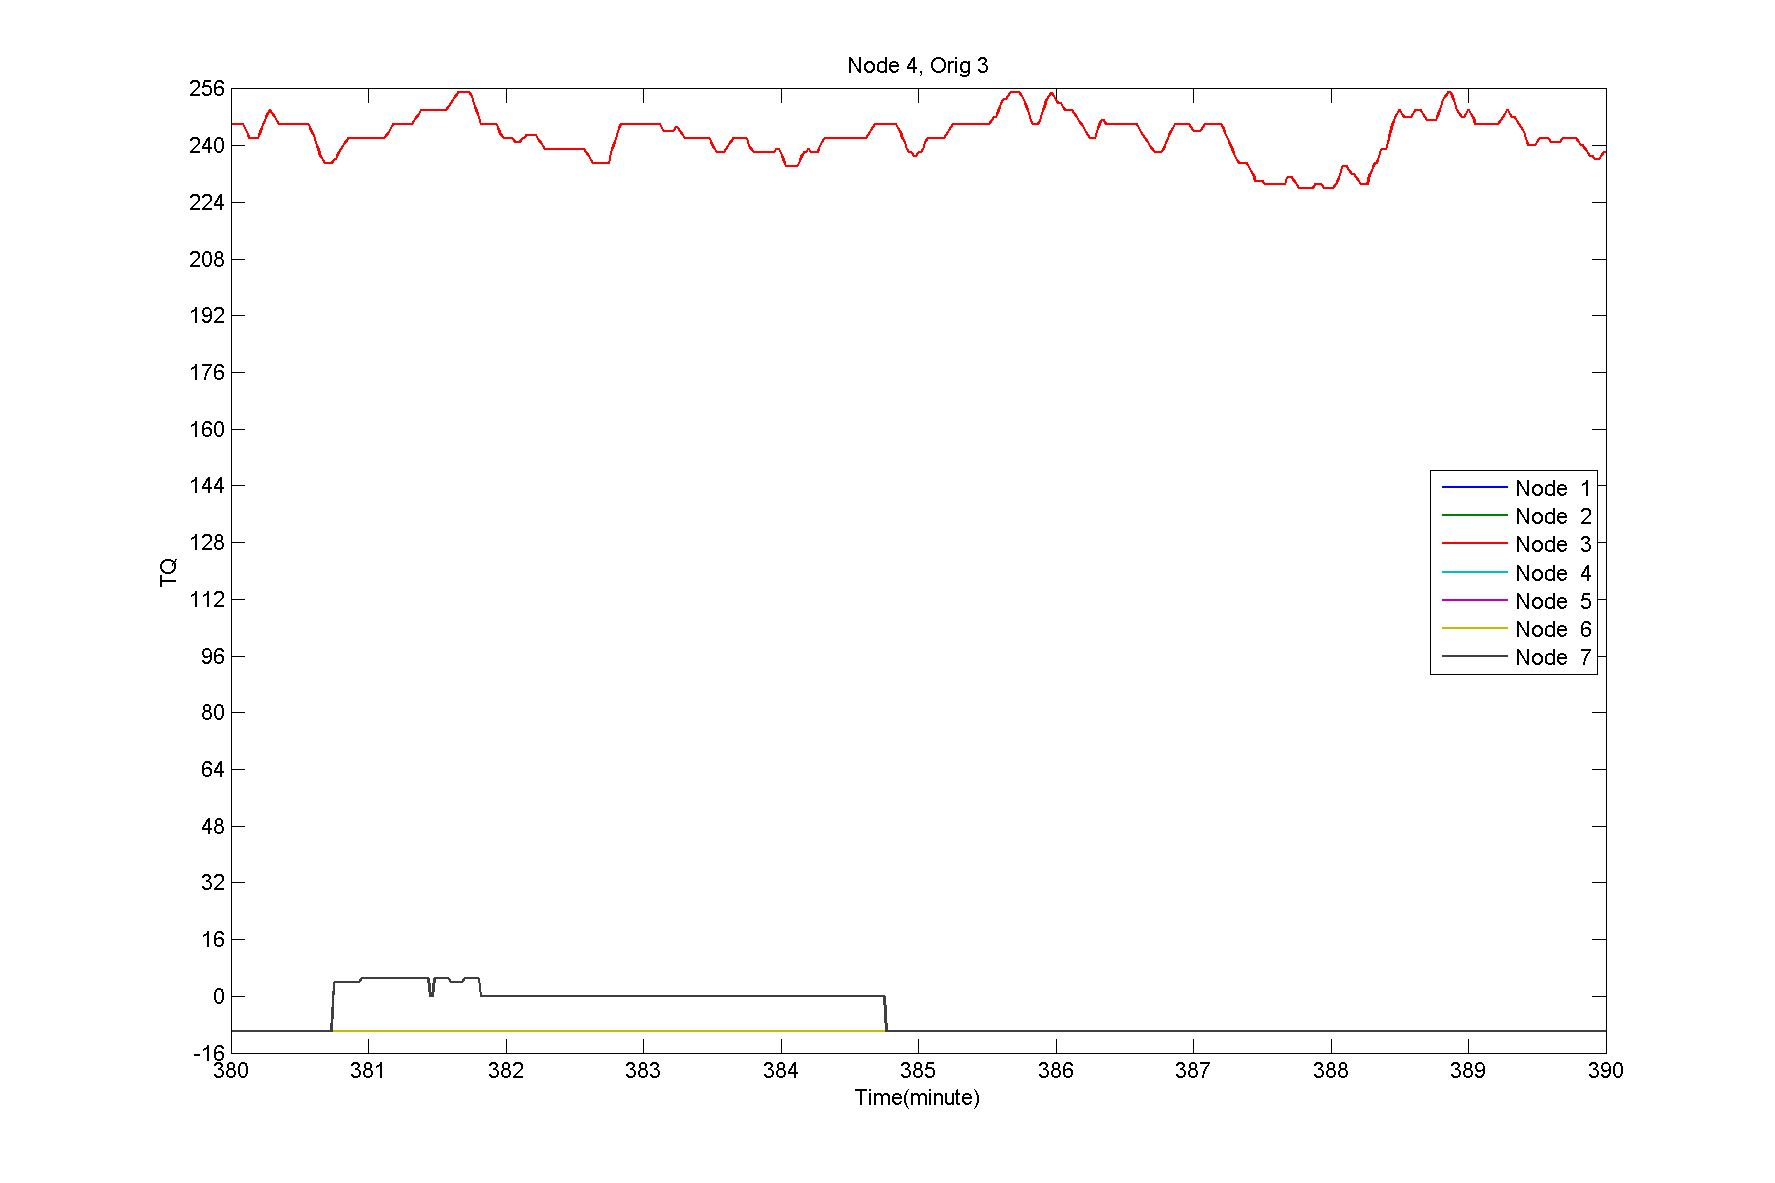 Node 4, Orig 3
256
240
224
208
192
176
160
144
128
112
96
80
64
48
32
16
0
-16
TQ
Node 1
Node 2
Node 3
Node 4
Node 5
Node 6
Node 7
380 381 382 383 384 385 386 387 388 389 390
Time(minute)